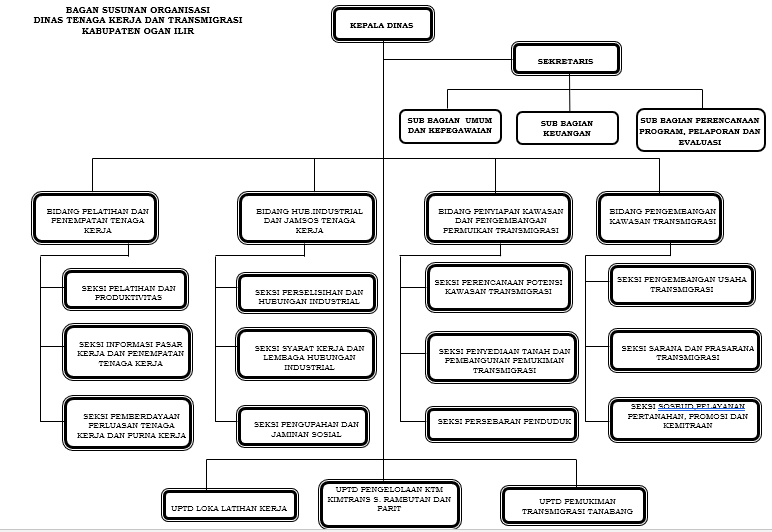 BAGAN SUSUNAN ORGANISASI
DINAS TENAGA KERJA DAN TRANSMIGRASI
KABUPATEN OGAN ILIR
KEPALA DINAS
SEKRETARIS
SUB BAGIAN UMUM
DAN KEPEGAWAIAN
SUB BAGIAN
KEUANGAN
SUB BAGIAN PERENCANAAN
PROGRAM, PELAPORAN DAN
EVALUASI
BIDANG PELATIHAN DAN
PENEMPATAN TENAGA
KERJA
BIDANG HUB.INDUSTRIAL
DAN JAMSOS TENAGA
KERJA
BIDANG PENYIAPAN KAWASAN
DAN PENGEMBANGAN
PERMUIKAN TRANSMIGRASI
BIDANG PENGEMBANGAN
KAWASAN TRANSMIGRASI
SEKSI PELATIHAN DAN
PRODUKTIVITAS
SEKSI PERSELISIHAN DAN
HUBUNGAN INDUSTRIAL
SEKSI PERENCANAAN POTENSI
KAWASAN TRANSMIGRASI
SEKSI PENGEMBANGAN USAHA
TRANSMIGRASI
SEKSI INFORMASI PASAR
KERJA DAN PENEMPATAN
TENAGA KERJA
SEKSI SYARAT KERJA DAN
LEMBAGA HUBUNGAN
INDUSTRIAL
SEKSI PENYEDIAAN TANAH DAN
PEMBANGUNAN PEMUKIMAN
TRANSMIGRASI
SEKSI SARANA DAN PRASARANA
TRANSMIGRASI
SEKSI PEMBERDAYAAN
PERLUASAN TENAGA
KERJA DAN PURNA KERJA
SEKSI PENGUPAHAN DAN
JAMINAN SOSIAL
SEKSI PERSEBARAN PENDUDUK
SEKSI SOSBUD,PELAYANAN
PERTANAHAN, PROMOSI DAN
KEMITRAAN
UPTD LOKA LATIHAN KERJA
UPTD PENGELOLAAN KTM
KIMTRANS S. RAMBUTAN DAN
PARIT
UPTD PEMUKIMAN
TRANSMIGRASI TANABANG